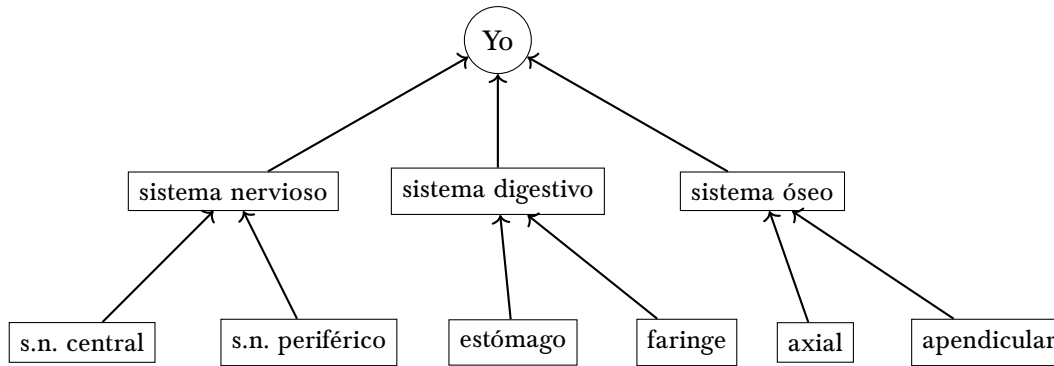 Yo
sistema nervioso
sistema digestivo
sistema óseo
s.n. central
s.n. periférico
estómago
faringe
axial
apendicular